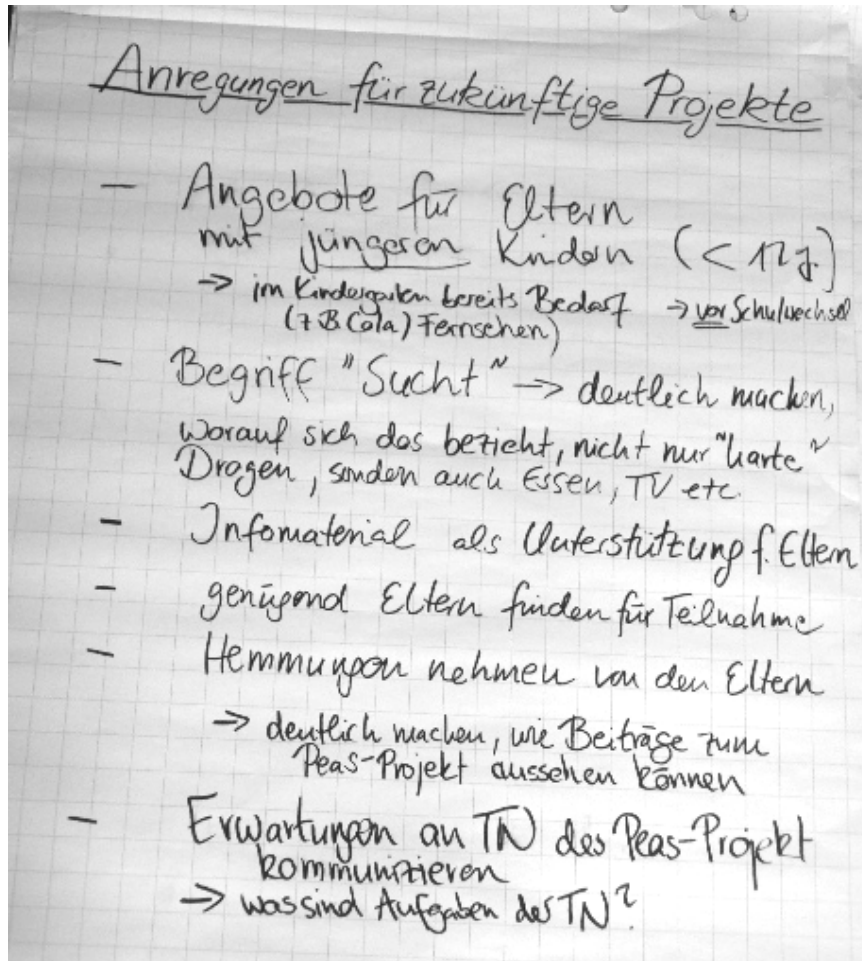 Anregungen für zukünftige Projekte
- Angebote für Eltern
mit jüngeren Kindern (< 12 J.)
→ im Kindergarten bereits Bedarf → vor Schulwechsel
(z B Cola) Fernsehen)
- Begriff "Sucht" → deutlich machen,
worauf sich das bezieht, nicht nur "harte"
Drogen, sondern auch Essen, TV etc.
- Infomaterial als Unterstützung f. Eltern
- genügend Eltern finden für Teilnahme
- Hemmungen nehmen von den Eltern
→ deutlich machen, wie Beiträge zum
Peas-Projekt aussehen können
- Erwartungen an TN des Peas-Projekt
kommunizieren
→ was sind Aufgaben der TN?